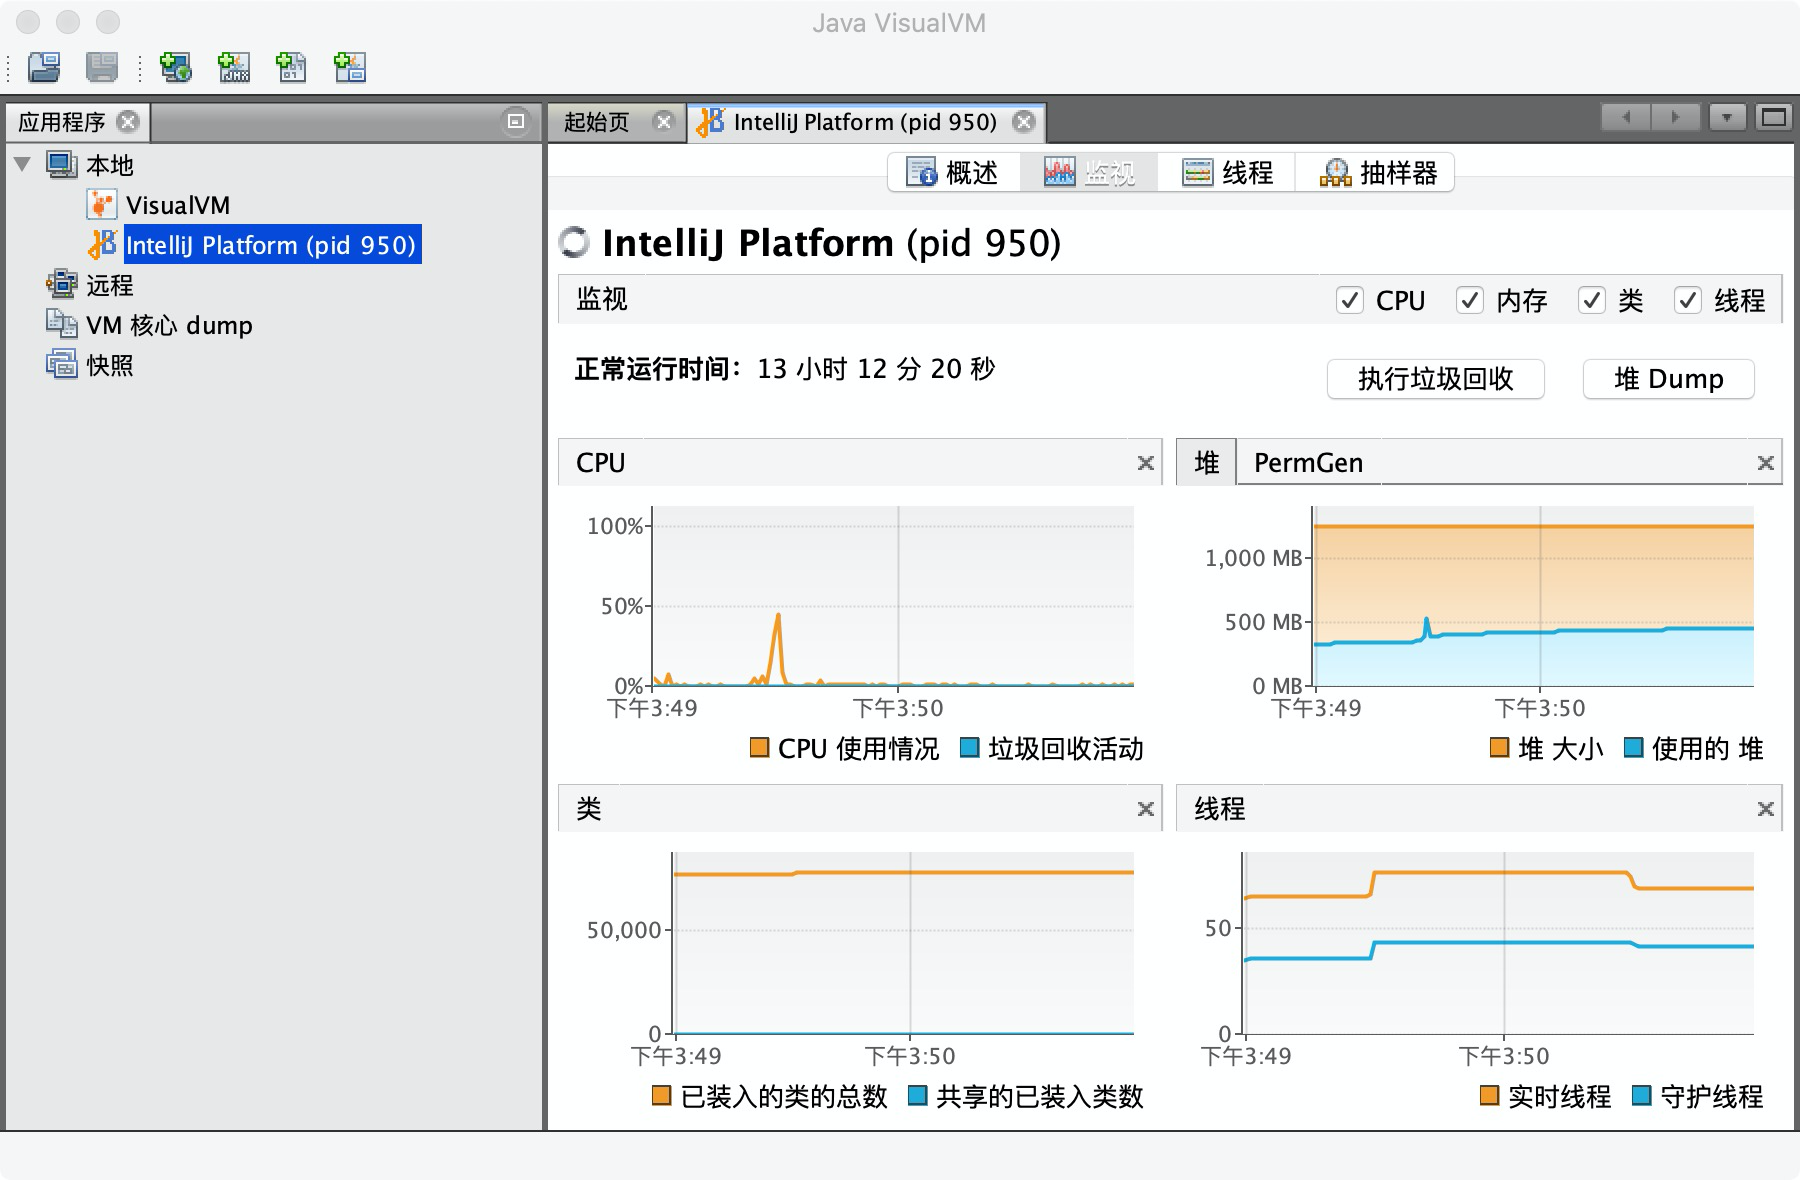 Java VisualVM
应用程序
起始页
IntelliJ Platform (pid 950)
本地
VisualVM
IntelliJ Platform (pid 950)
远程
VM 核心 dump
快照
概述
监视
线程
抽样器
IntelliJ Platform (pid 950)
监视
CPU
内存
类
线程
正常运行时间：13 小时 12 分 20 秒
执行垃圾回收
堆 Dump
CPU
100%
50%
0%
下午3:49
下午3:50
CPU 使用情况
垃圾回收活动
堆
PermGen
1,000 MB
500 MB
0 MB
下午3:49
下午3:50
堆 大小
使用的 堆
类
50,000
0
下午3:49
下午3:50
已装入的类的总数
共享的已装入类数
线程
50
0
下午3:49
下午3:50
实时线程
守护线程